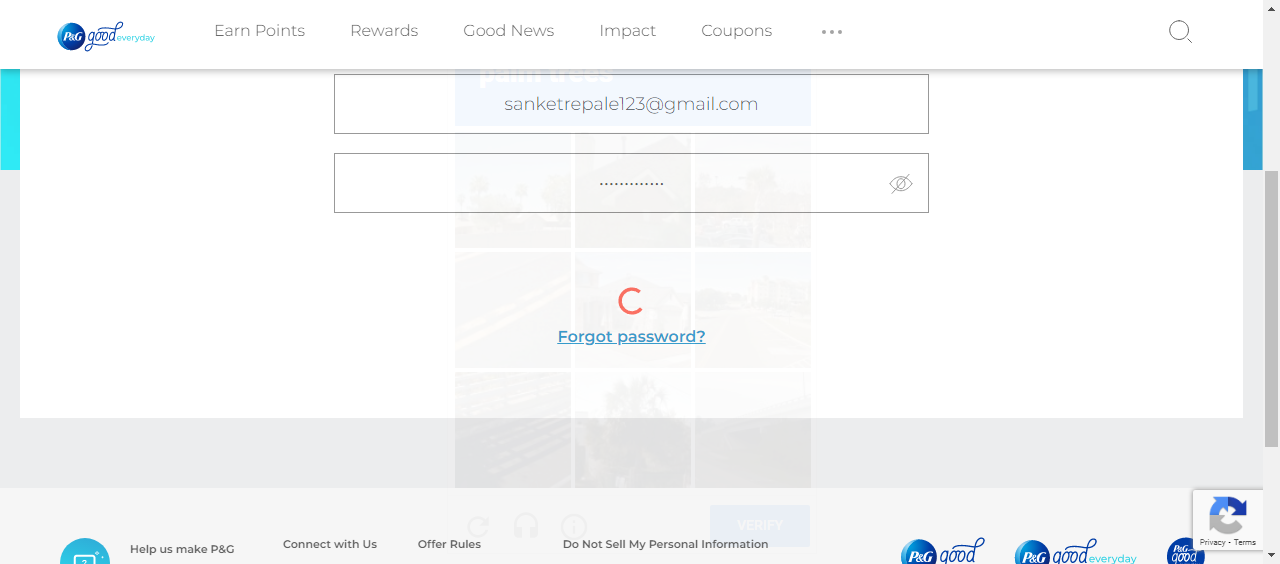 P&G good everyday
Earn Points
Rewards
Good News
Impact
Coupons
palm trees
sanketrepale123@gmail.com
Forgot password?
VERIFY
Help us make P&G
Connect with Us
Offer Rules
Do Not Sell My Personal Information
P&G good
P&G good everyday
P&G good
Privacy - Terms